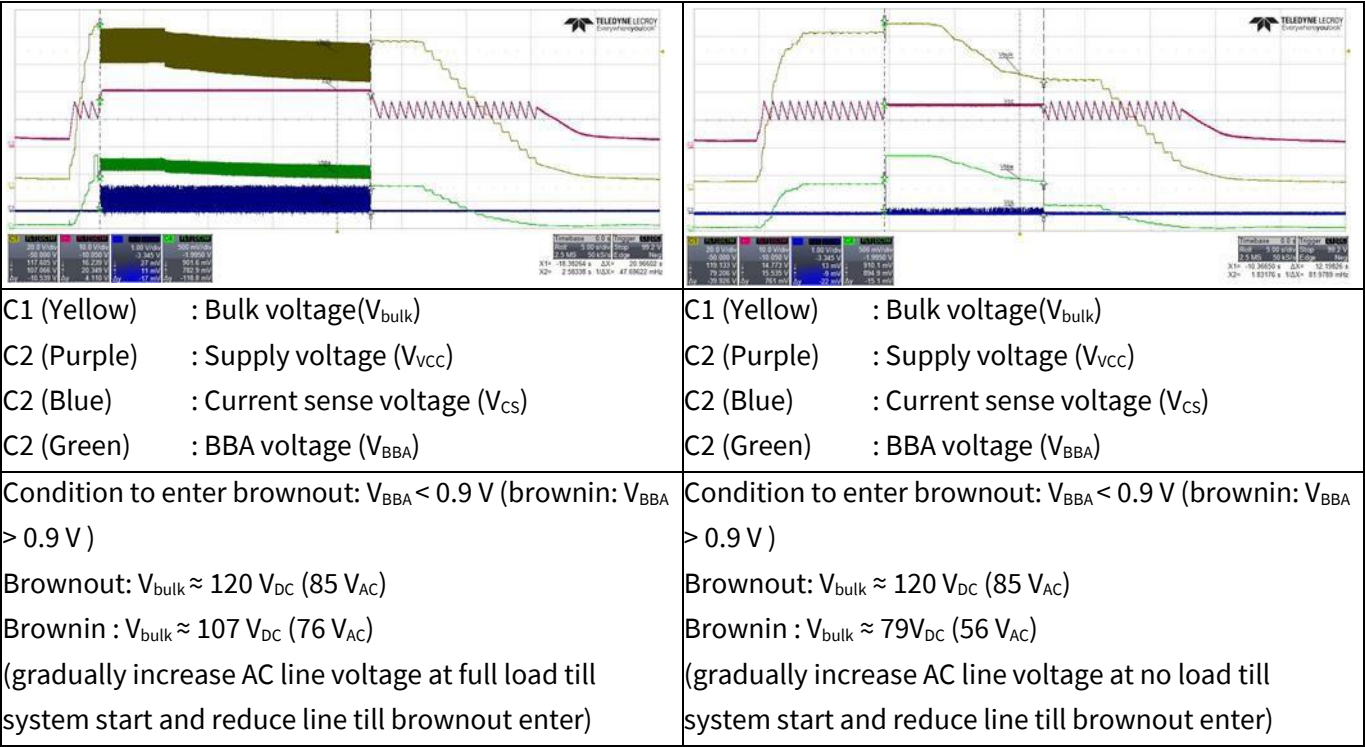 TELEDYNE LECROY
Everywhereyoulook
C1 (Yellow) : Bulk voltage(Vbulk)
C2 (Purple) : Supply voltage (VVCC)
C2 (Blue) : Current sense voltage (VCS)
C2 (Green) : BBA voltage (VBBA)
Condition to enter brownout: VBBA < 0.9 V (brownin: VBBA
> 0.9 V )
Brownout: Vbulk ≈ 120 VDC (85 VAC)
Brownin : Vbulk ≈ 107 VDC (76 VAC)
(gradually increase AC line voltage at full load till
system start and reduce line till brownout enter)
TELEDYNE LECROY
Everywhereyoulook
C1 (Yellow) : Bulk voltage(Vbulk)
C2 (Purple) : Supply voltage (VVCC)
C2 (Blue) : Current sense voltage (VCS)
C2 (Green) : BBA voltage (VBBA)
Condition to enter brownout: VBBA < 0.9 V (brownin: VBBA
> 0.9 V )
Brownout: Vbulk ≈ 120 VDC (85 VAC)
Brownin : Vbulk ≈ 79VDC (56 VAC)
(gradually increase AC line voltage at no load till
system start and reduce line till brownout enter)